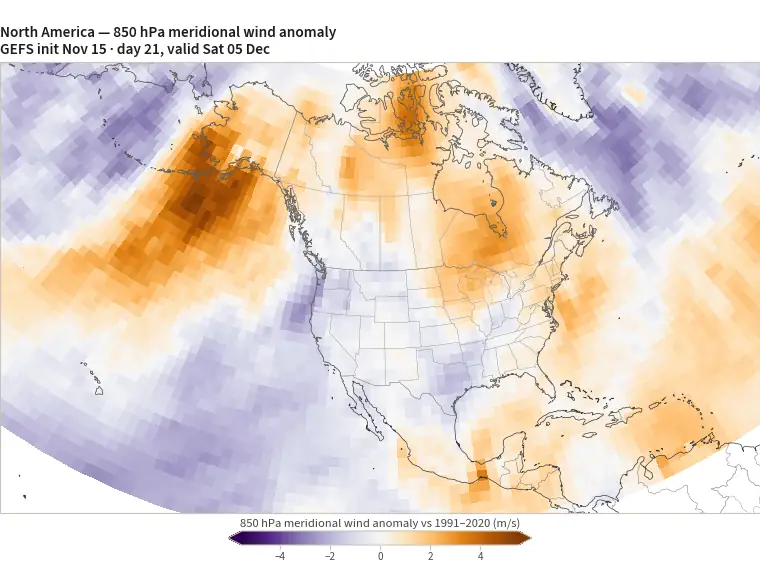 North America — 850 hPa meridional wind anomaly
GEFS init Nov 15 · day 21, valid Sat 05 Dec
850 hPa meridional wind anomaly vs 1991–2020 (m/s)
−4 −2 0 2 4